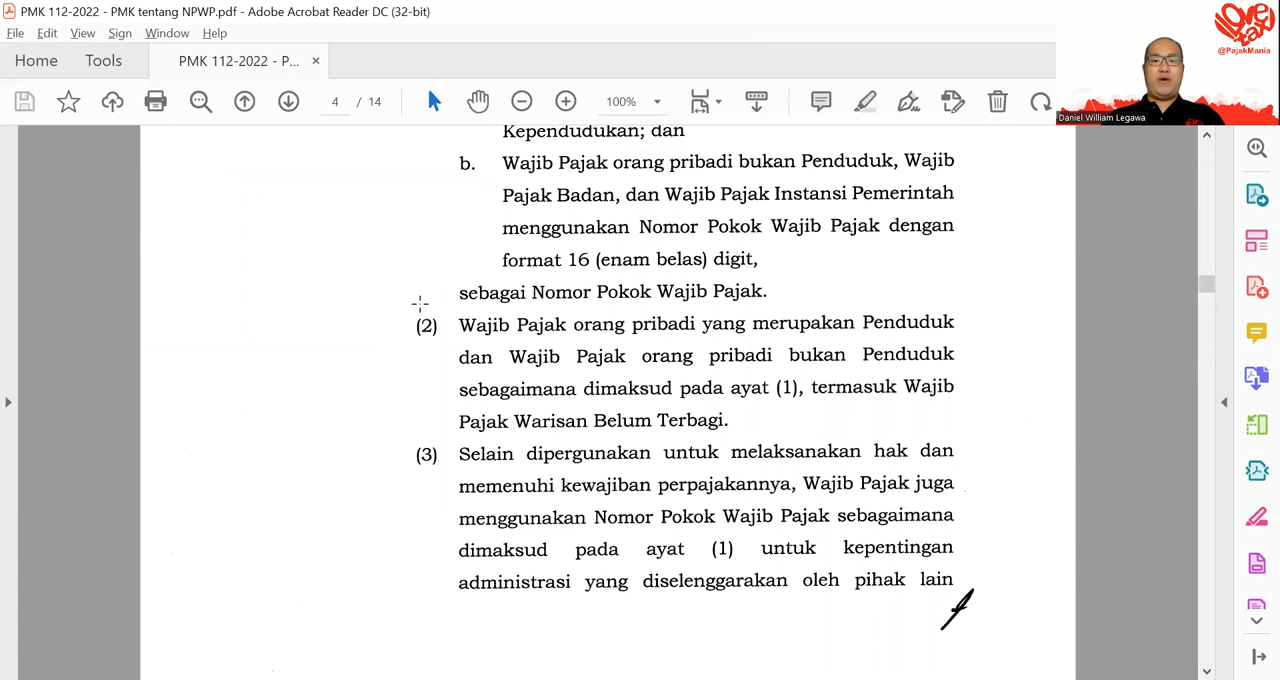 PMK 112-2022 - PMK tentang NPWP.pdf - Adobe Acrobat Reader DC (32-bit)
File Edit View Sign Window Help
Home Tools PMK 112-2022 - P... ×
4 / 14 100%
I love tax
@PajakMania
Daniel William Legawa
Kependudukan; dan
b. Wajib Pajak orang pribadi bukan Penduduk, Wajib
Pajak Badan, dan Wajib Pajak Instansi Pemerintah
menggunakan Nomor Pokok Wajib Pajak dengan
format 16 (enam belas) digit,
sebagai Nomor Pokok Wajib Pajak.
(2) Wajib Pajak orang pribadi yang merupakan Penduduk
dan Wajib Pajak orang pribadi bukan Penduduk
sebagaimana dimaksud pada ayat (1), termasuk Wajib
Pajak Warisan Belum Terbagi.
(3) Selain dipergunakan untuk melaksanakan hak dan
memenuhi kewajiban perpajakannya, Wajib Pajak juga
menggunakan Nomor Pokok Wajib Pajak sebagaimana
dimaksud pada ayat (1) untuk kepentingan
administrasi yang diselenggarakan oleh pihak lain